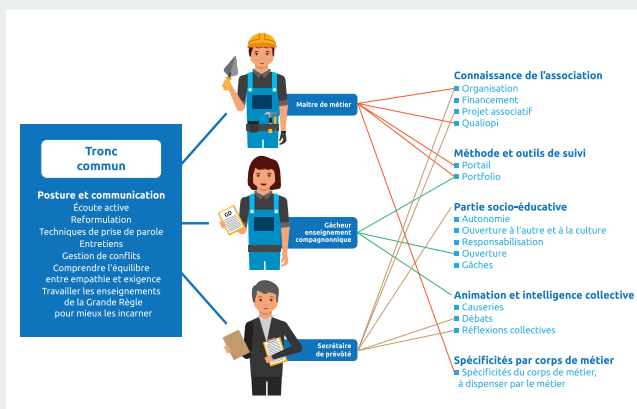 Tronc
commun
Posture et communication
Écoute active
Reformulation
Techniques de prise de parole
Entretiens
Gestion de conflits
Comprendre l'équilibre
entre empathie et exigence
Travailler les enseignements
de la Grande Règle
pour mieux les incarner
Maître de métier
GD
Gâcheur
enseignement
compagnonnique
Secrétaire
de prévôté
Connaissance de l'association
Organisation
Financement
Projet associatif
Qualiopi
Méthode et outils de suivi
Portail
Portfolio
Partie socio-éducative
Autonomie
Ouverture à l'autre et à la culture
Responsabilisation
Ouverture
Gâches
Animation et intelligence collective
Causeries
Débats
Réflexions collectives
Spécificités par corps de métier
Spécificités du corps de métier,
à dispenser par le métier